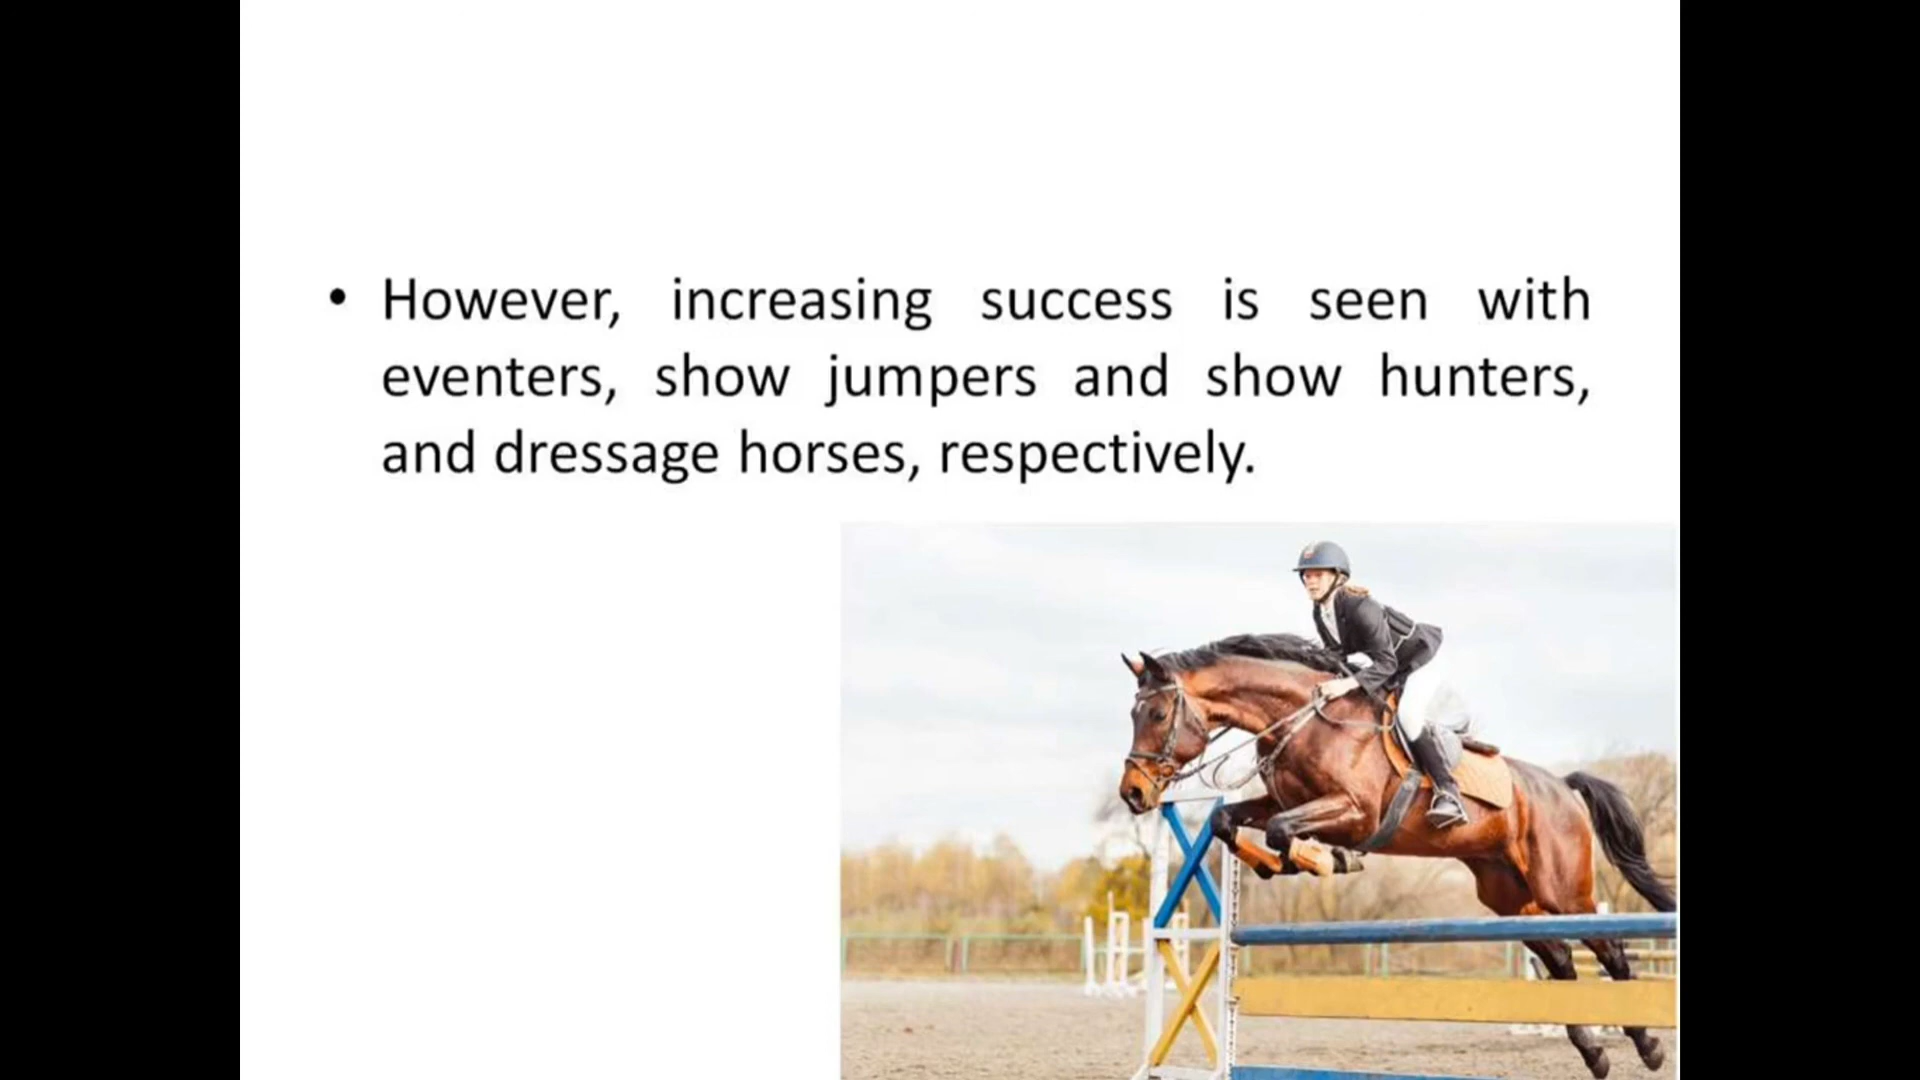 • However, increasing success is seen with
eventers, show jumpers and show hunters,
and dressage horses, respectively.